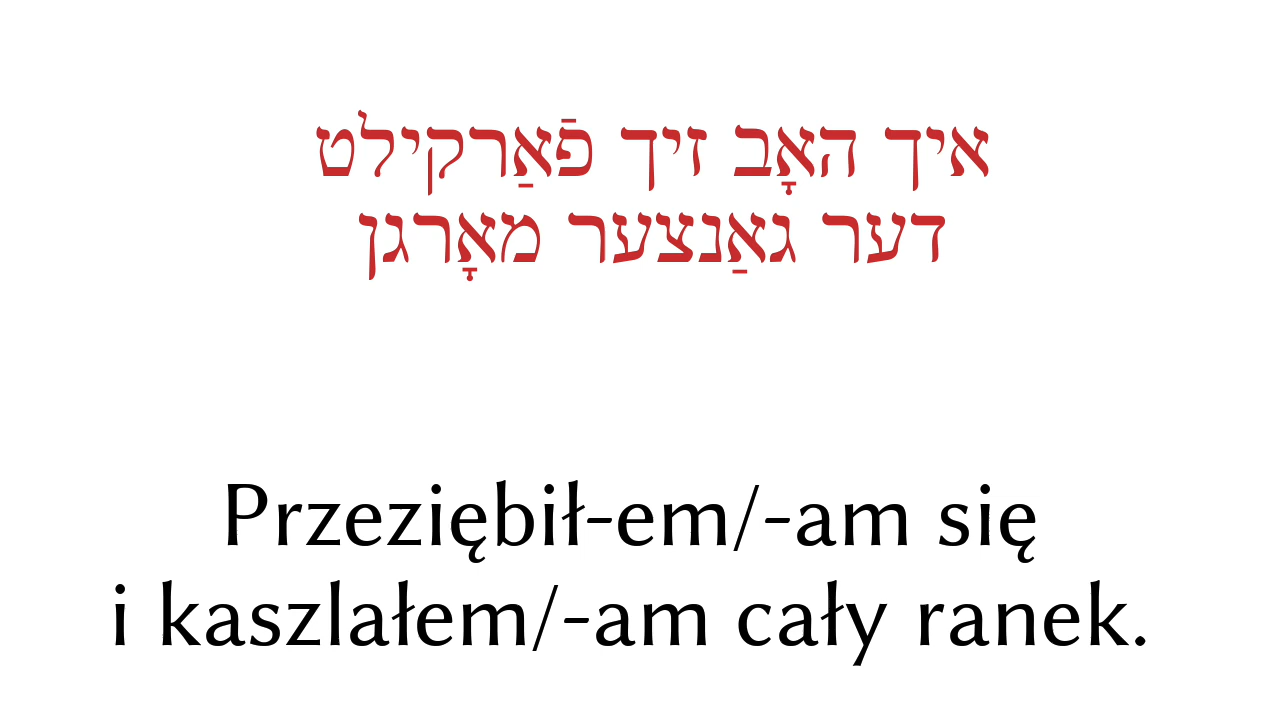 איך האָב זיך פֿאַרקילט
דער גאַנצער מאָרגן
Przeziębił-em/-am się
i kaszlałem/-am cały ranek.